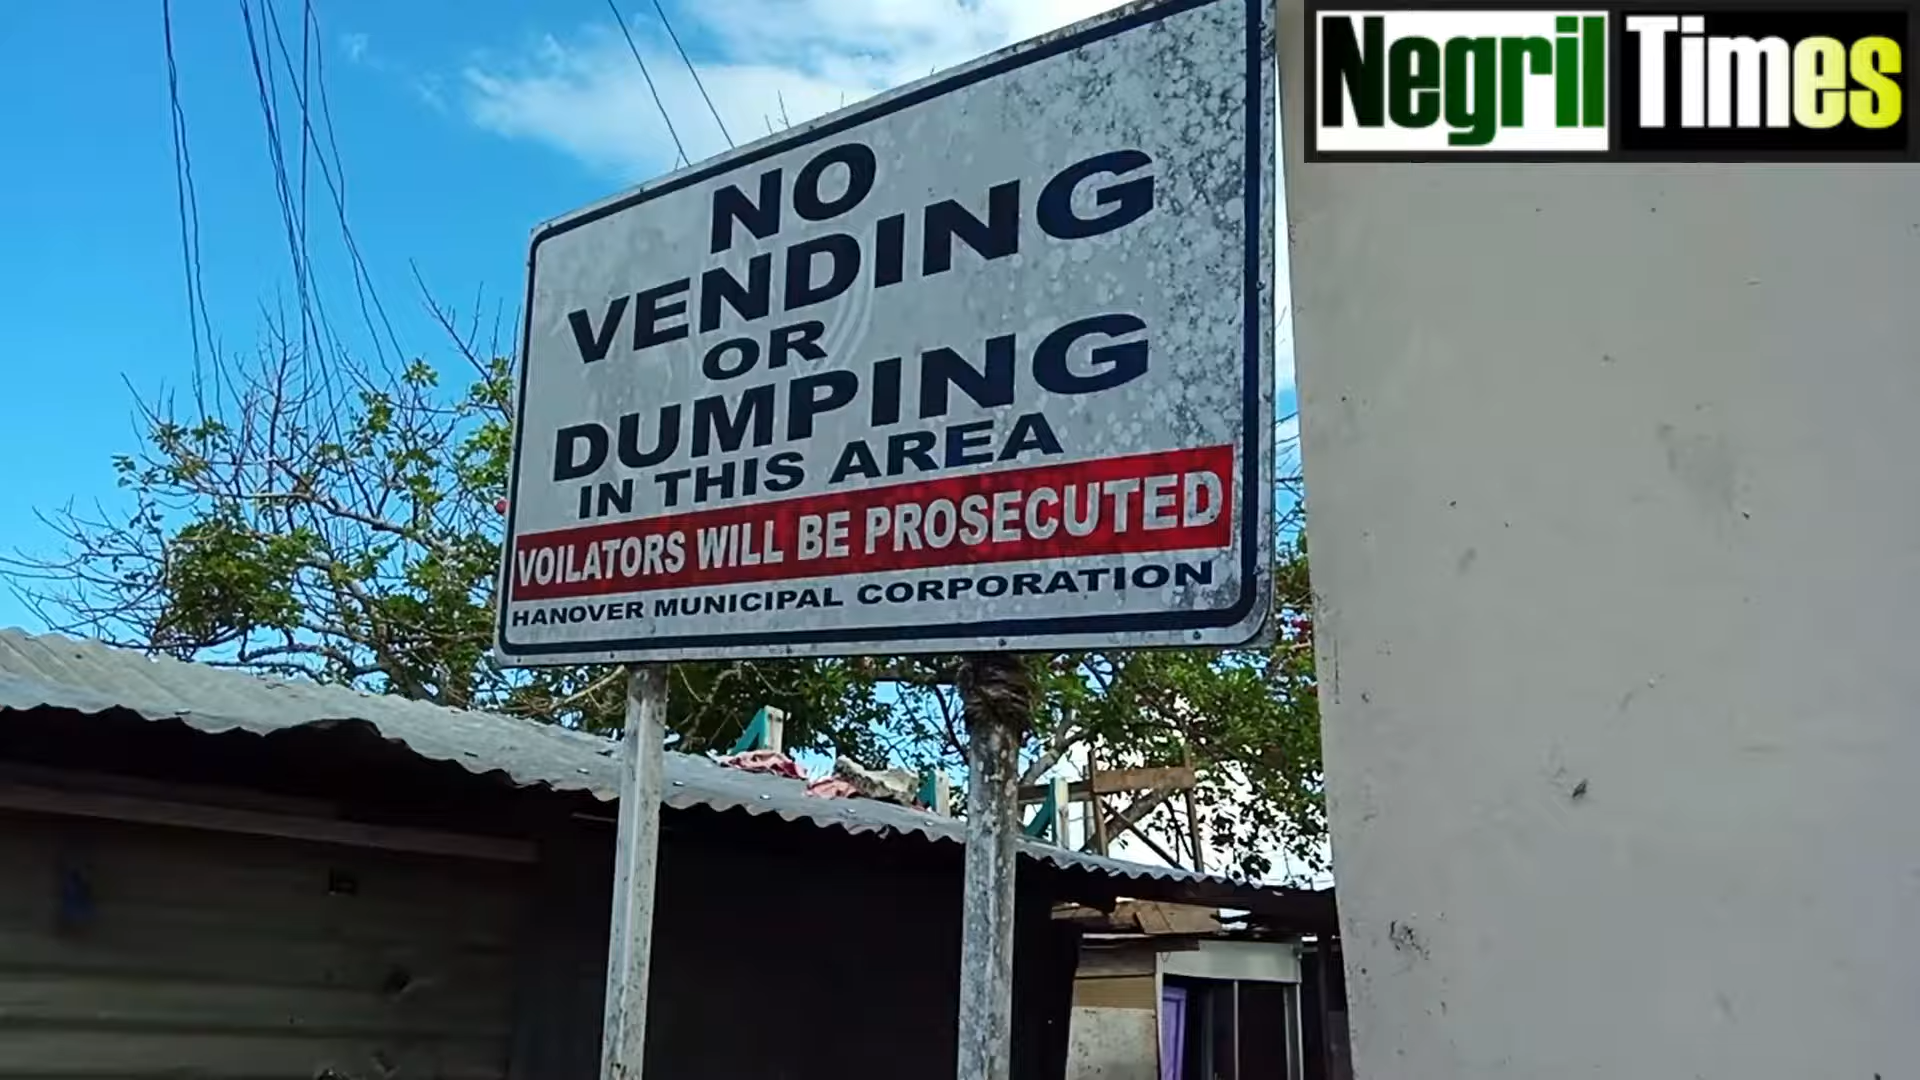 Negril Times
NO
VENDING
OR
DUMPING
IN THIS AREA
VOILATORS WILL BE PROSECUTED
HANOVER MUNICIPAL CORPORATION